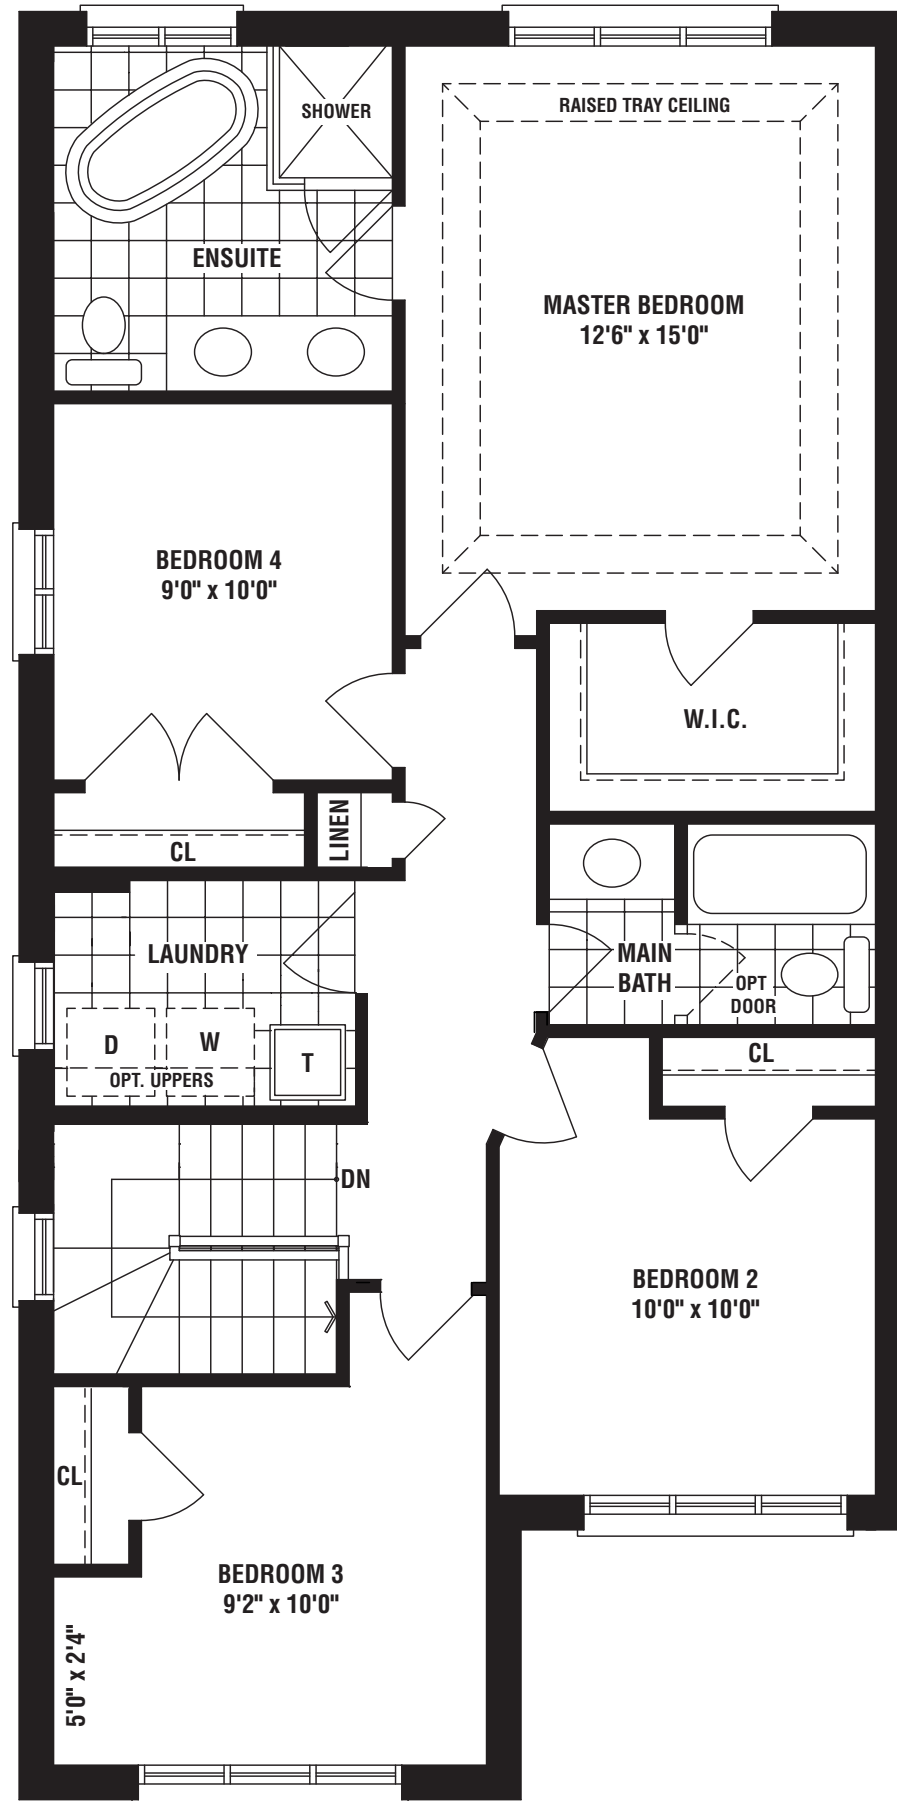 RAISED TRAY CEILING
SHOWER
ENSUITE
MASTER BEDROOM
12'6" x 15'0"
BEDROOM 4
9'0" x 10'0"
W.I.C.
LINEN
CL
LAUNDRY
MAIN
BATH
OPT
DOOR
D
W
T
OPT. UPPERS
CL
DN
BEDROOM 2
10'0" x 10'0"
CL
BEDROOM 3
9'2" x 10'0"
5'0" x 2'4"